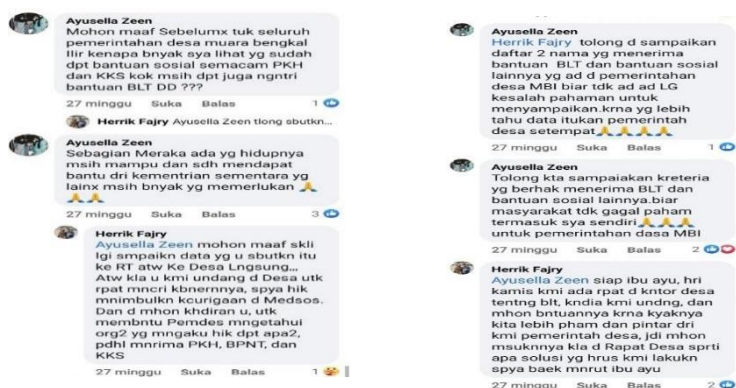 Ayusella Zeen
Mohon maaf Sebelumx tuk seluruh
pemerintahan desa muara bengkal
Ilir kenapa bnyak sya lihat yg sudah
dpt bantuan sosial semacam PKH
dan KKS kok msih dpt juga ngntri
bantuan BLT DD ???
27 minggu Suka Balas 1
Herrik Fajry Ayusella Zeen tlong sbutkn...
Ayusella Zeen
Sebagian Meraka ada yg hidupnya
msih mampu dan sdh mendapat
bantu dri kementrian sementara yg
lainx msih bnyak yg memerlukan 🙏
🙏🙏
27 minggu Suka Balas 3
Herrik Fajry
Ayusella Zeen mohon maaf skli
lgi smpaikn data yg u sbutkn itu
ke RT atw Ke Desa Lngsung,,,
Atw kla u kmi undang d Desa utk
rpat mncri kbnernnya, spya hik
mnimbulkn kcurigaan d Medsos.
Dan d mhon khdiran u, utk
membntu Pemdes mngetahui
org2 yg mngaku hik dpt apa2,
pdhl mnrima PKH, BPNT, dan
KKS
27 minggu Suka Balas 1
Ayusella Zeen
Herrik Fajry tolong d sampaikan
daftar 2 nama yg menerima
bantuan BLT dan bantuan sosial
lainnya yg ad d pemerintahan
desa MBI biar tdk ad ad LG
kesalah pahaman untuk
menyampaikan.krna yg lebih
tahu data itukan pemerintah
desa setempat🙏🙏🙏🙏
27 minggu Suka Balas 1
Ayusella Zeen
Tolong kta sampaiakan kreteria
yg berhak menerima BLT dan
bantuan sosial lainnya.biar
masyarakat tdk gagal paham
termasuk sya sendiri🙏🙏🙏🙏
untuk pemerintahan dasa MBI
27 minggu Suka Balas 2
Herrik Fajry
Ayusella Zeen siap ibu ayu, hri
kamis kmi ada rpat d kntor desa
tentng blt, kndia kmi undng, dan
mhon bntuannya krna kyaknya
kita lebih pham dan pintar dri
kmi pemerintah desa, jdi mhon
msuknnya kla d Rapat Desa sprti
apa solusi yg hrus kmi lakukn
spya baek mnrut ibu ayu
27 minggu Suka Balas 2